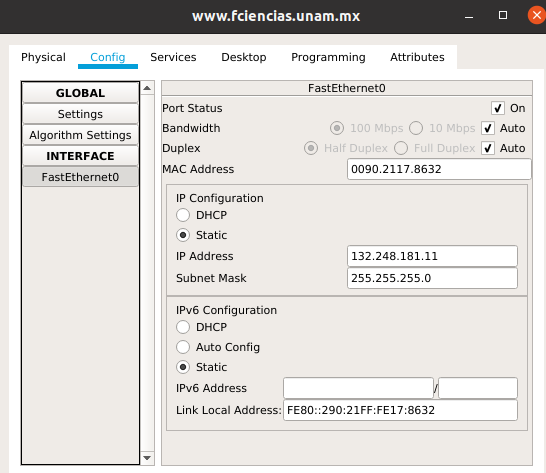 www.fciencias.unam.mx
Physical Config Services Desktop Programming Attributes
GLOBAL
Settings
Algorithm Settings
INTERFACE
FastEthernet0
FastEthernet0
Port Status On
Bandwidth 100 Mbps 10 Mbps Auto
Duplex Half Duplex Full Duplex Auto
MAC Address 0090.2117.8632
IP Configuration
DHCP
Static
IP Address 132.248.181.11
Subnet Mask 255.255.255.0
IPv6 Configuration
DHCP
Auto Config
Static
IPv6 Address /
Link Local Address: FE80::290:21FF:FE17:8632